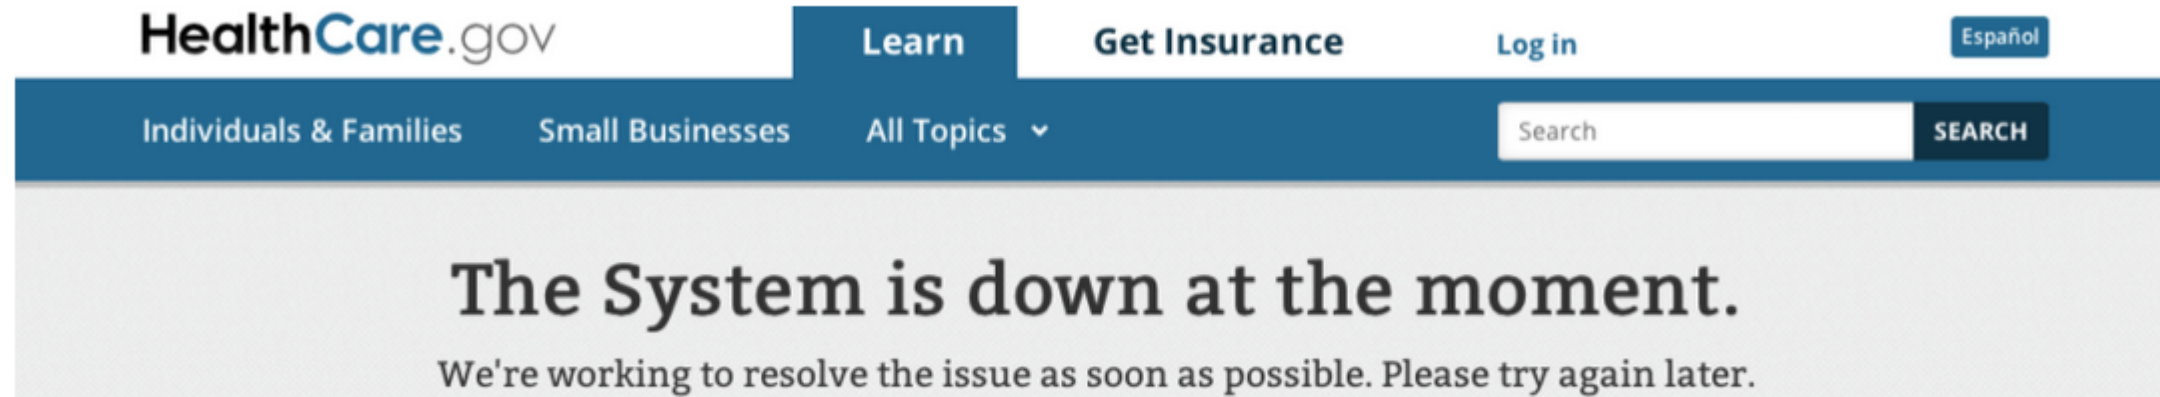 HealthCare.gov Learn Get Insurance Log in Español
Individuals & Families Small Businesses All Topics Search SEARCH
The System is down at the moment.
We're working to resolve the issue as soon as possible. Please try again later.